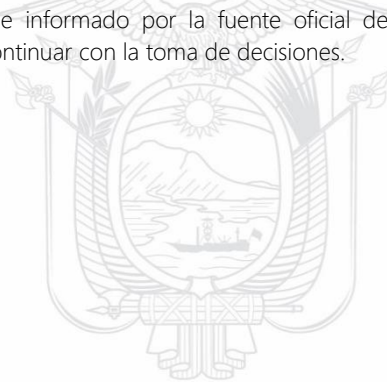 e informado por la fuente oficial de
ontinuar con la toma de decisiones.